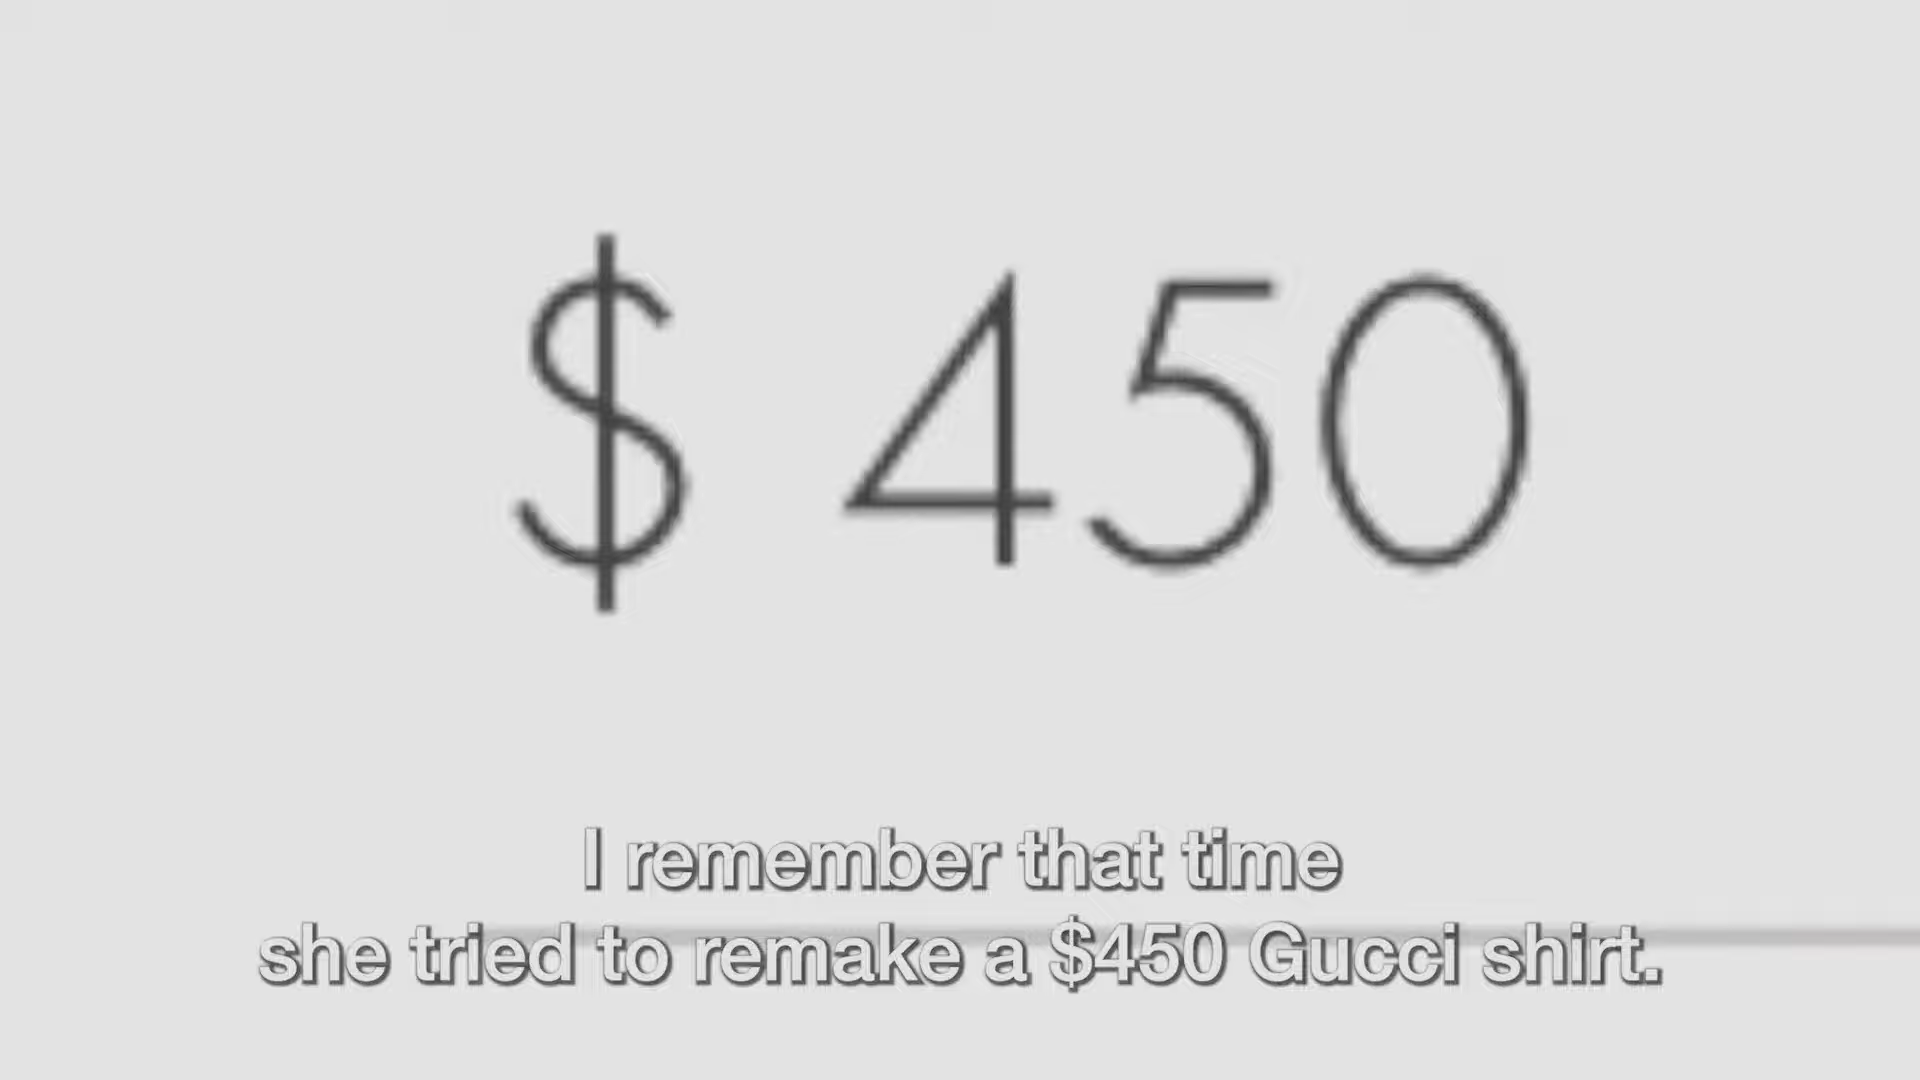 $ 450
I remember that time
she tried to remake a $450 Gucci shirt.